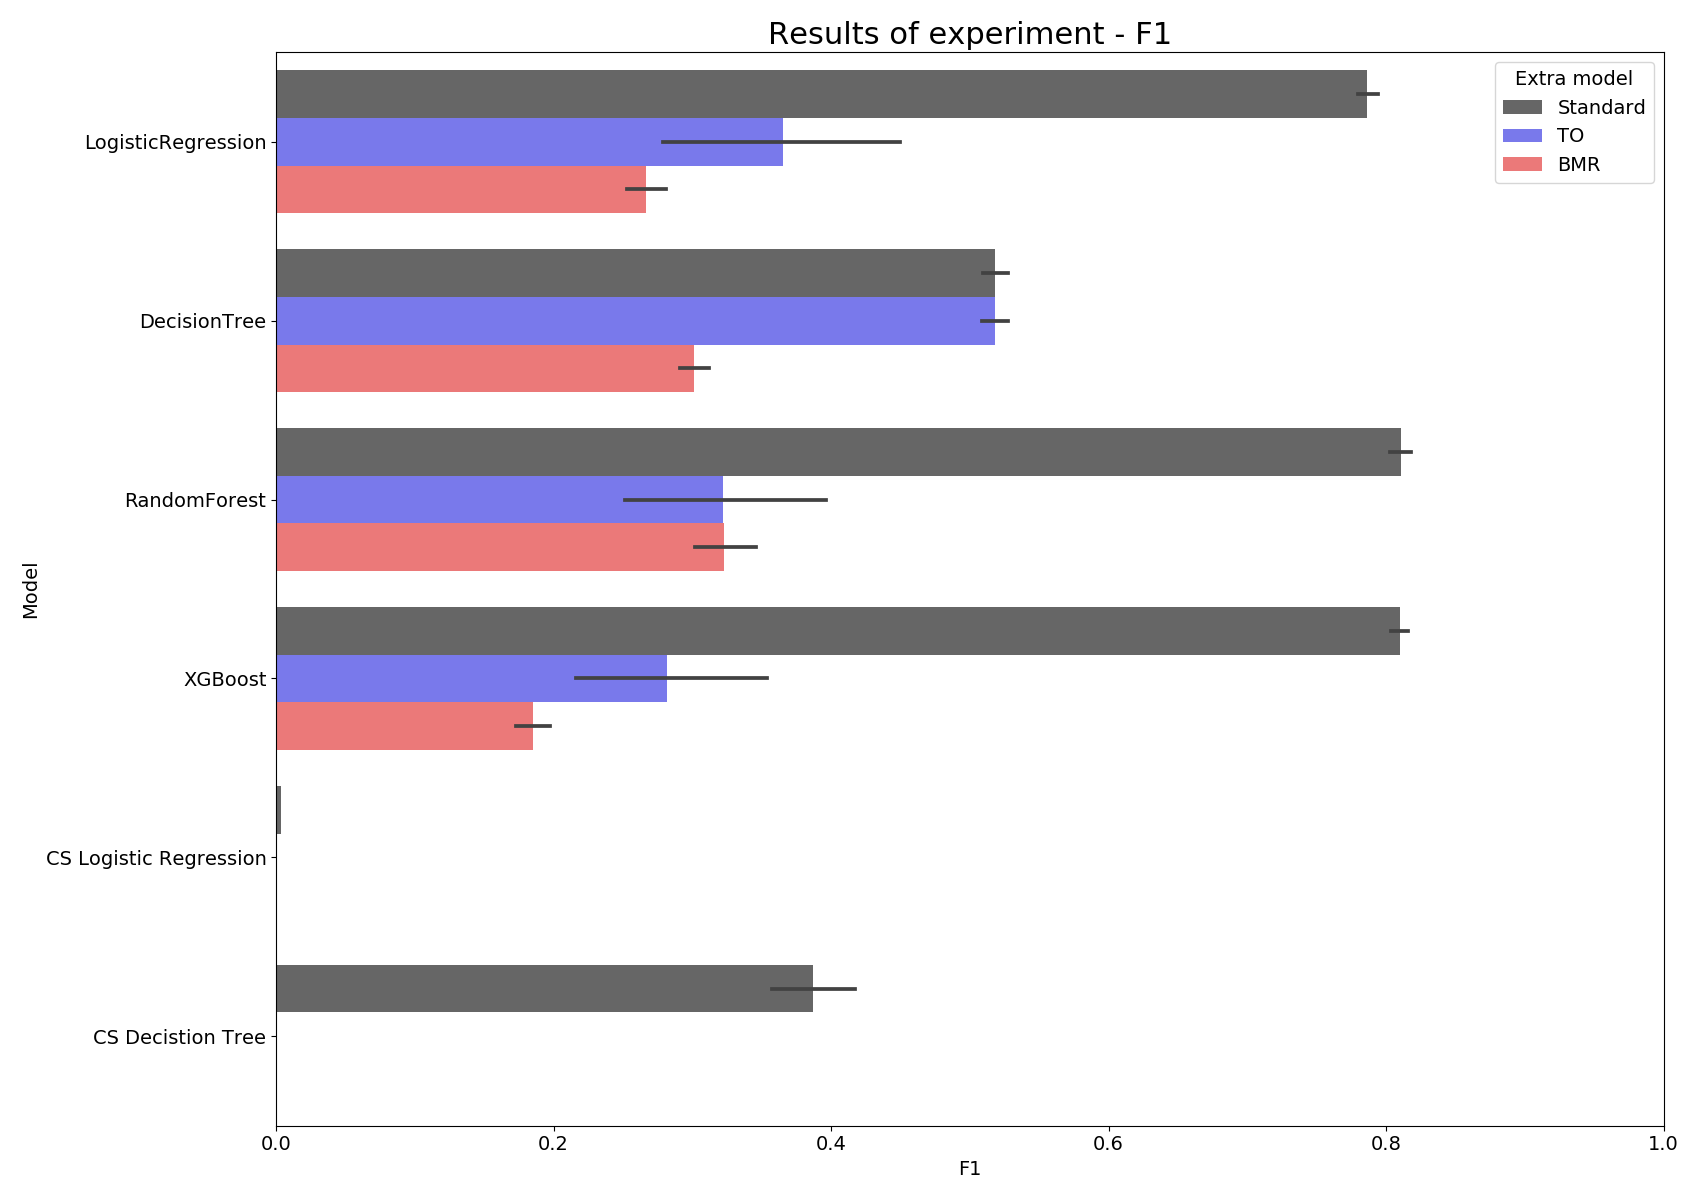 Results of experiment - F1
Extra model
Standard
TO
BMR
LogisticRegression
DecisionTree
RandomForest
XGBoost
CS Logistic Regression
CS Decistion Tree
Model
0.0 0.2 0.4 0.6 0.8 1.0
F1